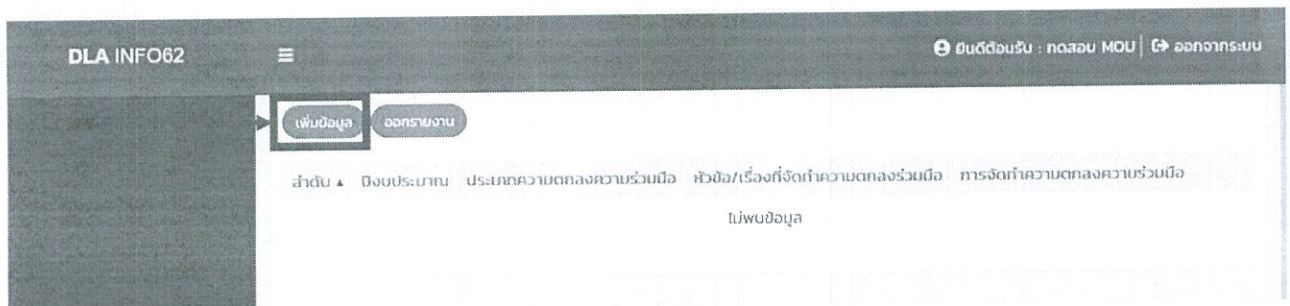 DLA INFO62 ยินดีต้อนรับ : ทดสอบ MOU ออกจากระบบ
เพิ่มข้อมูล ออกรายงาน
ลำดับ ปีงบประมาณ ประเภทความตกลงความร่วมมือ หัวข้อ/เรื่องที่จัดทำความตกลงร่วมมือ การจัดทำความตกลงความร่วมมือ
ไม่พบข้อมูล